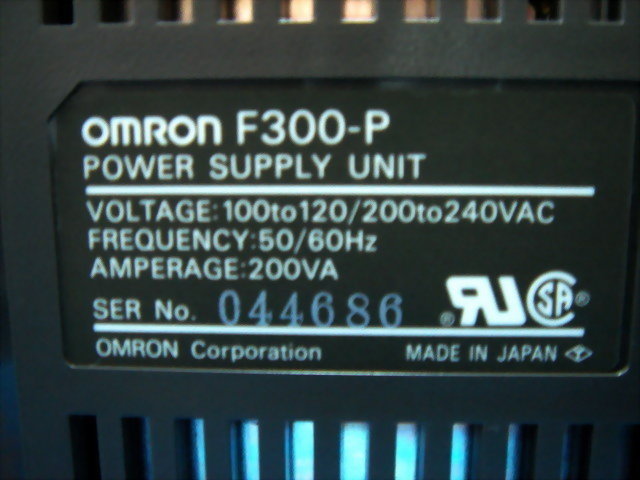 OMRON F300-P
POWER SUPPLY UNIT
VOLTAGE:100to120/200to240VAC
FREQUENCY:50/60Hz
AMPERAGE:200VA
SER No. 044686
OMRON Corporation MADE IN JAPAN